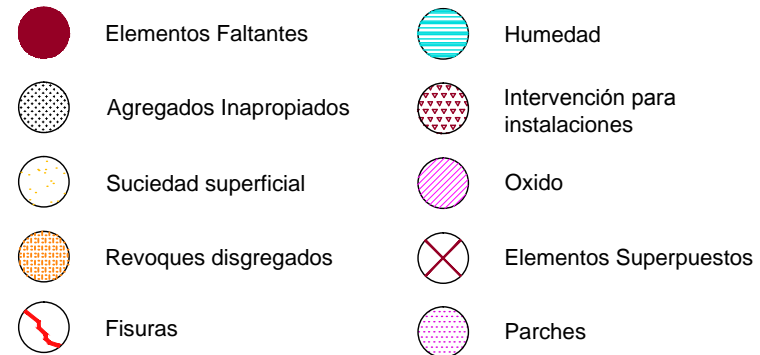 Elementos Faltantes
Agregados Inapropiados
Suciedad superficial
Revoques disgregados
Fisuras
Humedad
Intervención para
instalaciones
Oxido
Elementos Superpuestos
Parches